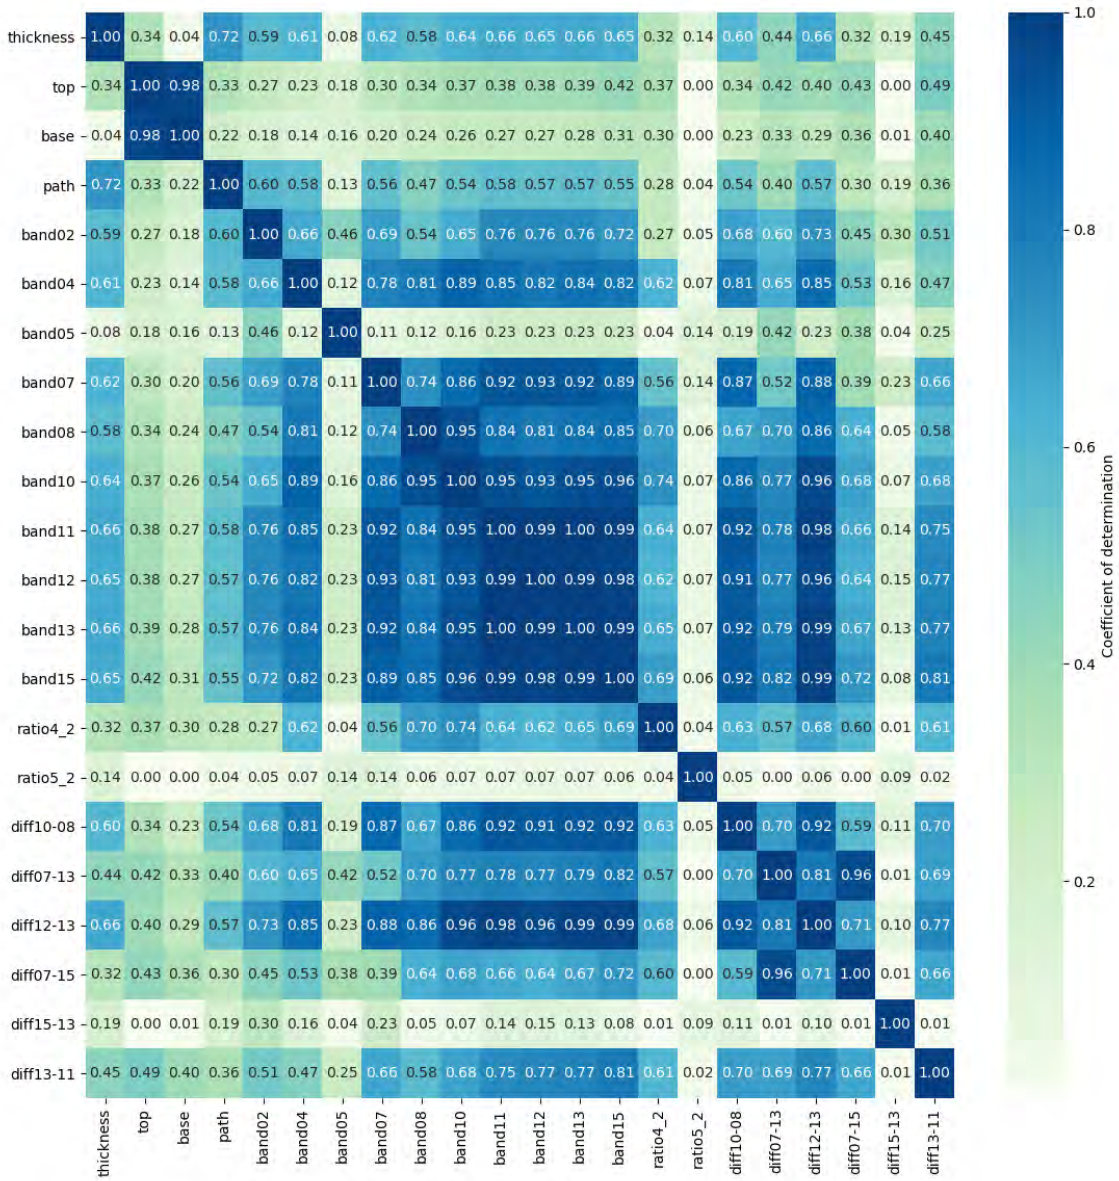 thickness 1.00 0.34 0.04 0.72 0.59 0.61 0.08 0.62 0.58 0.64 0.66 0.65 0.66 0.65 0.32 0.14 0.60 0.44 0.66 0.32 0.19 0.45
top 0.34 1.00 0.98 0.33 0.27 0.23 0.18 0.30 0.34 0.37 0.38 0.38 0.39 0.42 0.37 0.00 0.34 0.42 0.40 0.43 0.00 0.49
base 0.04 0.98 1.00 0.22 0.18 0.14 0.16 0.20 0.24 0.26 0.27 0.27 0.28 0.31 0.30 0.00 0.23 0.33 0.29 0.36 0.01 0.40
path 0.72 0.33 0.22 1.00 0.60 0.58 0.13 0.56 0.47 0.54 0.58 0.57 0.57 0.55 0.28 0.04 0.54 0.40 0.57 0.30 0.19 0.36
band02 0.59 0.27 0.18 0.60 1.00 0.66 0.46 0.69 0.54 0.65 0.76 0.76 0.76 0.72 0.27 0.05 0.68 0.60 0.73 0.45 0.30 0.51
band04 0.61 0.23 0.14 0.58 0.66 1.00 0.12 0.78 0.81 0.89 0.85 0.82 0.84 0.82 0.62 0.07 0.81 0.65 0.85 0.53 0.16 0.47
band05 0.08 0.18 0.16 0.13 0.46 0.12 1.00 0.11 0.12 0.16 0.23 0.23 0.23 0.23 0.04 0.14 0.19 0.42 0.23 0.38 0.04 0.25
band07 0.62 0.30 0.20 0.56 0.69 0.78 0.11 1.00 0.74 0.86 0.92 0.93 0.92 0.89 0.56 0.14 0.87 0.52 0.88 0.39 0.23 0.66
band08 0.58 0.34 0.24 0.47 0.54 0.81 0.12 0.74 1.00 0.95 0.84 0.81 0.84 0.85 0.70 0.06 0.67 0.70 0.86 0.64 0.05 0.58
band10 0.64 0.37 0.26 0.54 0.65 0.89 0.16 0.86 0.95 1.00 0.95 0.93 0.95 0.96 0.74 0.07 0.86 0.77 0.96 0.68 0.07 0.68
band11 0.66 0.38 0.27 0.58 0.76 0.85 0.23 0.92 0.84 0.95 1.00 0.99 1.00 0.99 0.64 0.07 0.92 0.78 0.98 0.66 0.14 0.75
band12 0.65 0.38 0.27 0.57 0.76 0.82 0.23 0.93 0.81 0.93 0.99 1.00 0.99 0.98 0.62 0.07 0.91 0.77 0.96 0.64 0.15 0.77
band13 0.66 0.39 0.28 0.57 0.76 0.84 0.23 0.92 0.84 0.95 1.00 0.99 1.00 0.99 0.65 0.07 0.92 0.79 0.99 0.67 0.13 0.77
band15 0.65 0.42 0.31 0.55 0.72 0.82 0.23 0.89 0.85 0.96 0.99 0.98 0.99 1.00 0.69 0.06 0.92 0.82 0.99 0.72 0.08 0.81
ratio4_2 0.32 0.37 0.30 0.28 0.27 0.62 0.04 0.56 0.70 0.74 0.64 0.62 0.65 0.69 1.00 0.04 0.63 0.57 0.68 0.60 0.01 0.61
ratio5_2 0.14 0.00 0.00 0.04 0.05 0.07 0.14 0.14 0.06 0.07 0.07 0.07 0.07 0.06 0.04 1.00 0.05 0.00 0.06 0.00 0.09 0.02
diff10-08 0.60 0.34 0.23 0.54 0.68 0.81 0.19 0.87 0.67 0.86 0.92 0.91 0.92 0.92 0.63 0.05 1.00 0.70 0.92 0.59 0.11 0.70
diff07-13 0.44 0.42 0.33 0.40 0.60 0.65 0.42 0.52 0.70 0.77 0.78 0.77 0.79 0.82 0.57 0.00 0.70 1.00 0.81 0.96 0.01 0.69
diff12-13 0.66 0.40 0.29 0.57 0.73 0.85 0.23 0.88 0.86 0.96 0.98 0.96 0.99 0.99 0.68 0.06 0.92 0.81 1.00 0.71 0.10 0.77
diff07-15 0.32 0.43 0.36 0.30 0.45 0.53 0.38 0.39 0.64 0.68 0.66 0.64 0.67 0.72 0.60 0.00 0.59 0.96 0.71 1.00 0.01 0.66
diff15-13 0.19 0.00 0.01 0.19 0.30 0.16 0.04 0.23 0.05 0.07 0.14 0.15 0.13 0.08 0.01 0.09 0.11 0.01 0.10 0.01 1.00 0.01
diff13-11 0.45 0.49 0.40 0.36 0.51 0.47 0.25 0.66 0.58 0.68 0.75 0.77 0.77 0.81 0.61 0.02 0.70 0.69 0.77 0.66 0.01 1.00
thickness top base path band02 band04 band05 band07 band08 band10 band11 band12 band13 band15 ratio4_2 ratio5_2 diff10-08 diff07-13 diff12-13 diff07-15 diff15-13 diff13-11
1.0
0.8
0.6
0.4
0.2
Coefficient of determination